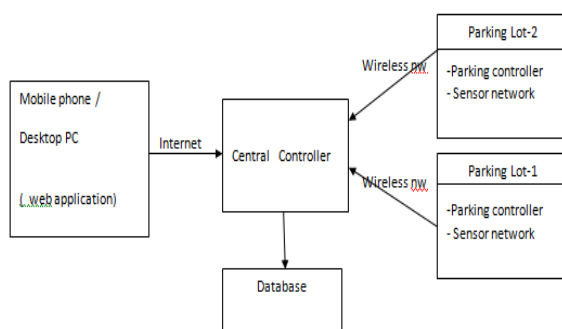 Mobile phone /
Desktop PC
( web application)
Internet
Central Controller
Database
Wireless nw
Parking Lot-2
-Parking controller
- Sensor network
Wireless nw
Parking Lot-1
-Parking controller
- Sensor network